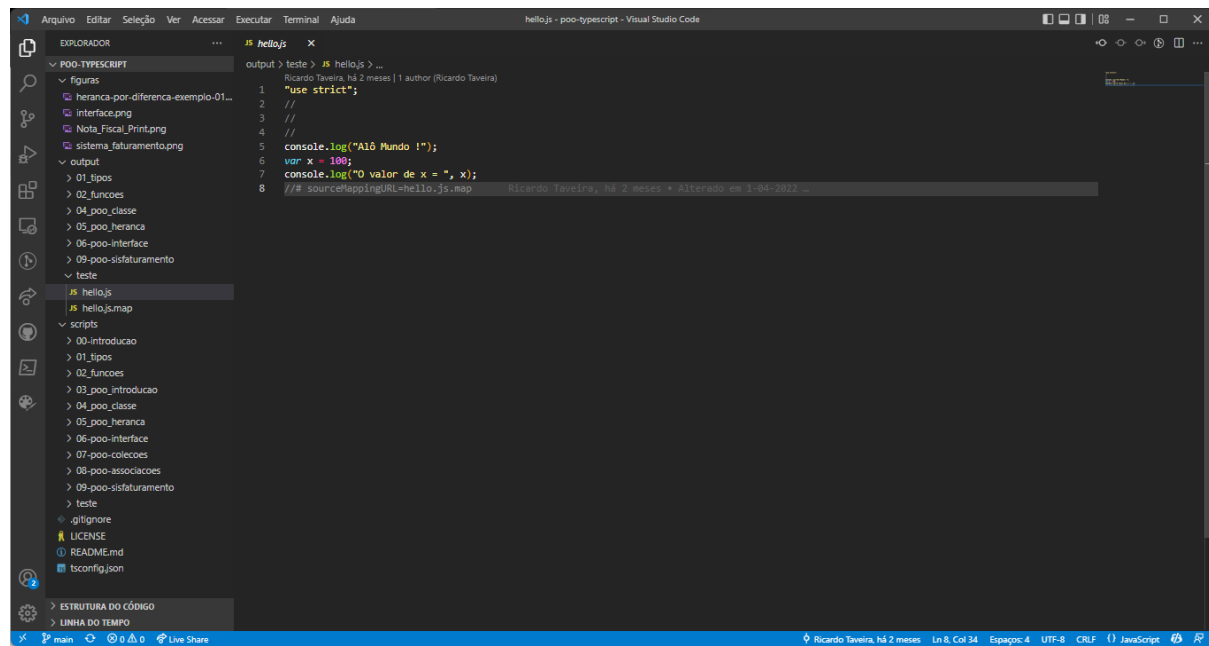 Arquivo Editar Seleção Ver Acessar Executar Terminal Ajuda
hello.js - poo-typescript - Visual Studio Code
EXPLORADOR
POO-TYPESCRIPT
figuras
heranca-por-diferenca-exemplo-01...
interface.png
Nota_Fiscal_Print.png
sistema_faturamento.png
output
01_tipos
02_funcoes
04_poo_classe
05_poo_heranca
06-poo-interface
09-poo-sisfaturamento
teste
JS hello.js
JS hello.js.map
scripts
00-introducao
01_tipos
02_funcoes
03_poo_introducao
04_poo_classe
05_poo_heranca
06-poo-interface
07-poo-colecoes
08-poo-associacoes
09-poo-sisfaturamento
teste
.gitignore
LICENSE
README.md
tsconfig.json
ESTRUTURA DO CÓDIGO
LINHA DO TEMPO
JS hello.js
output > teste > JS hello.js > ...
Ricardo Taveira, há 2 meses | 1 author (Ricardo Taveira)
1 "use strict";
2 //
3 //
4 //
5 console.log("Alô Mundo !");
6 var x = 100;
7 console.log("O valor de x = ", x);
8 //# sourceMappingURL=hello.js.map Ricardo Taveira, há 2 meses • Alterado em 1-04-2022 …
2
main 0 0 Live Share
Ricardo Taveira, há 2 meses Ln 8, Col 34 Espaços: 4 UTF-8 CRLF {} JavaScript